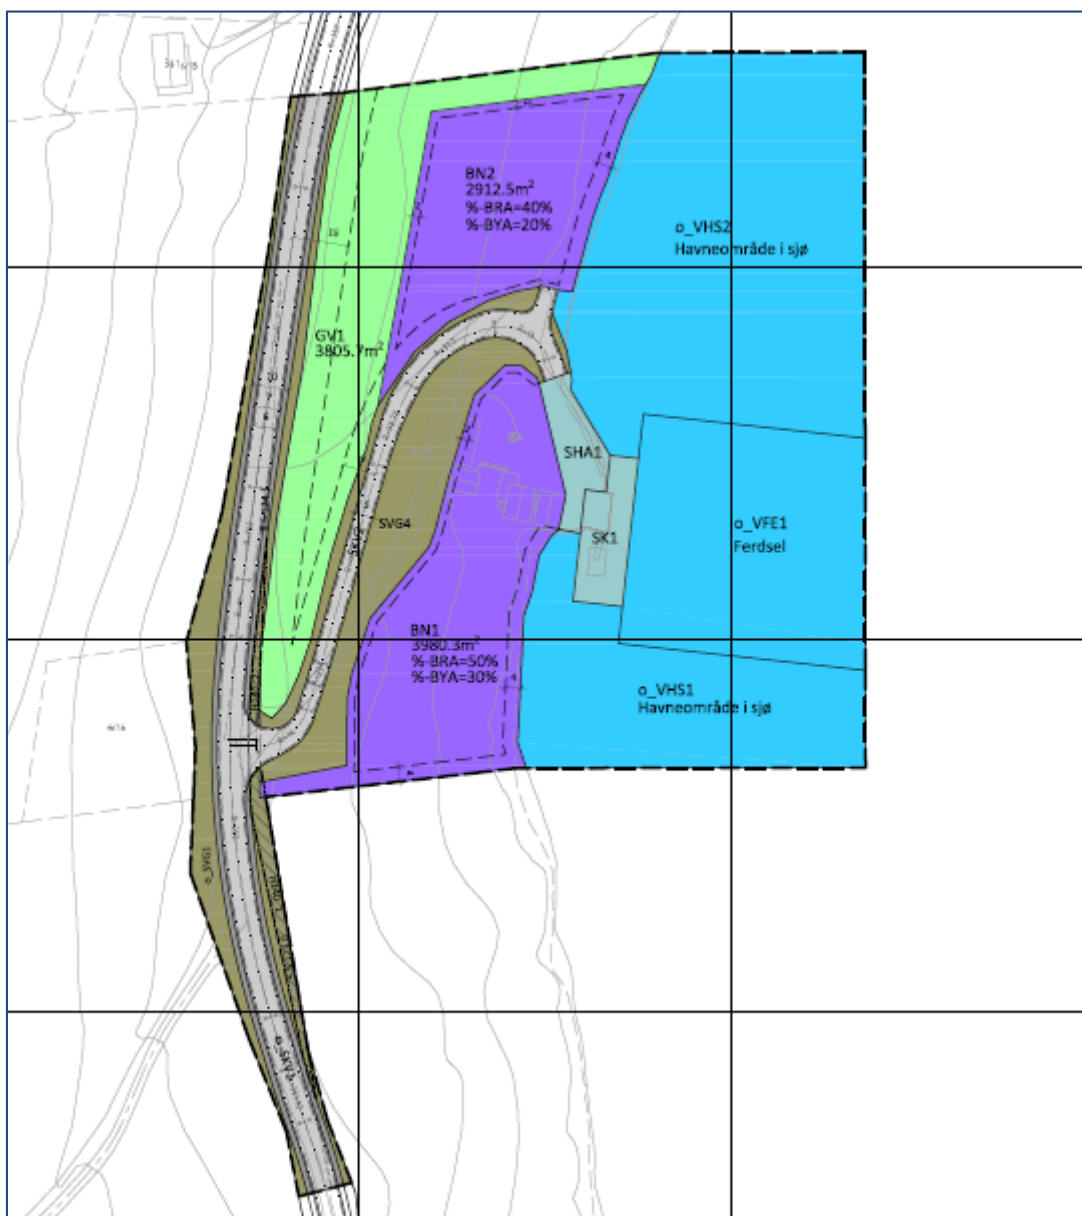 BN2
2912.5m²
%-BRA=40%
%-BYA=20%
o_VHS2
Havneområde i sjø
GV1
3805.7m²
SHA1
SVG4
SK1
o_VFE1
Ferdsel
BN1
3980.3m²
%-BRA=50%
%-BYA=30%
o_VHS1
Havneområde i sjø
o_SVG1